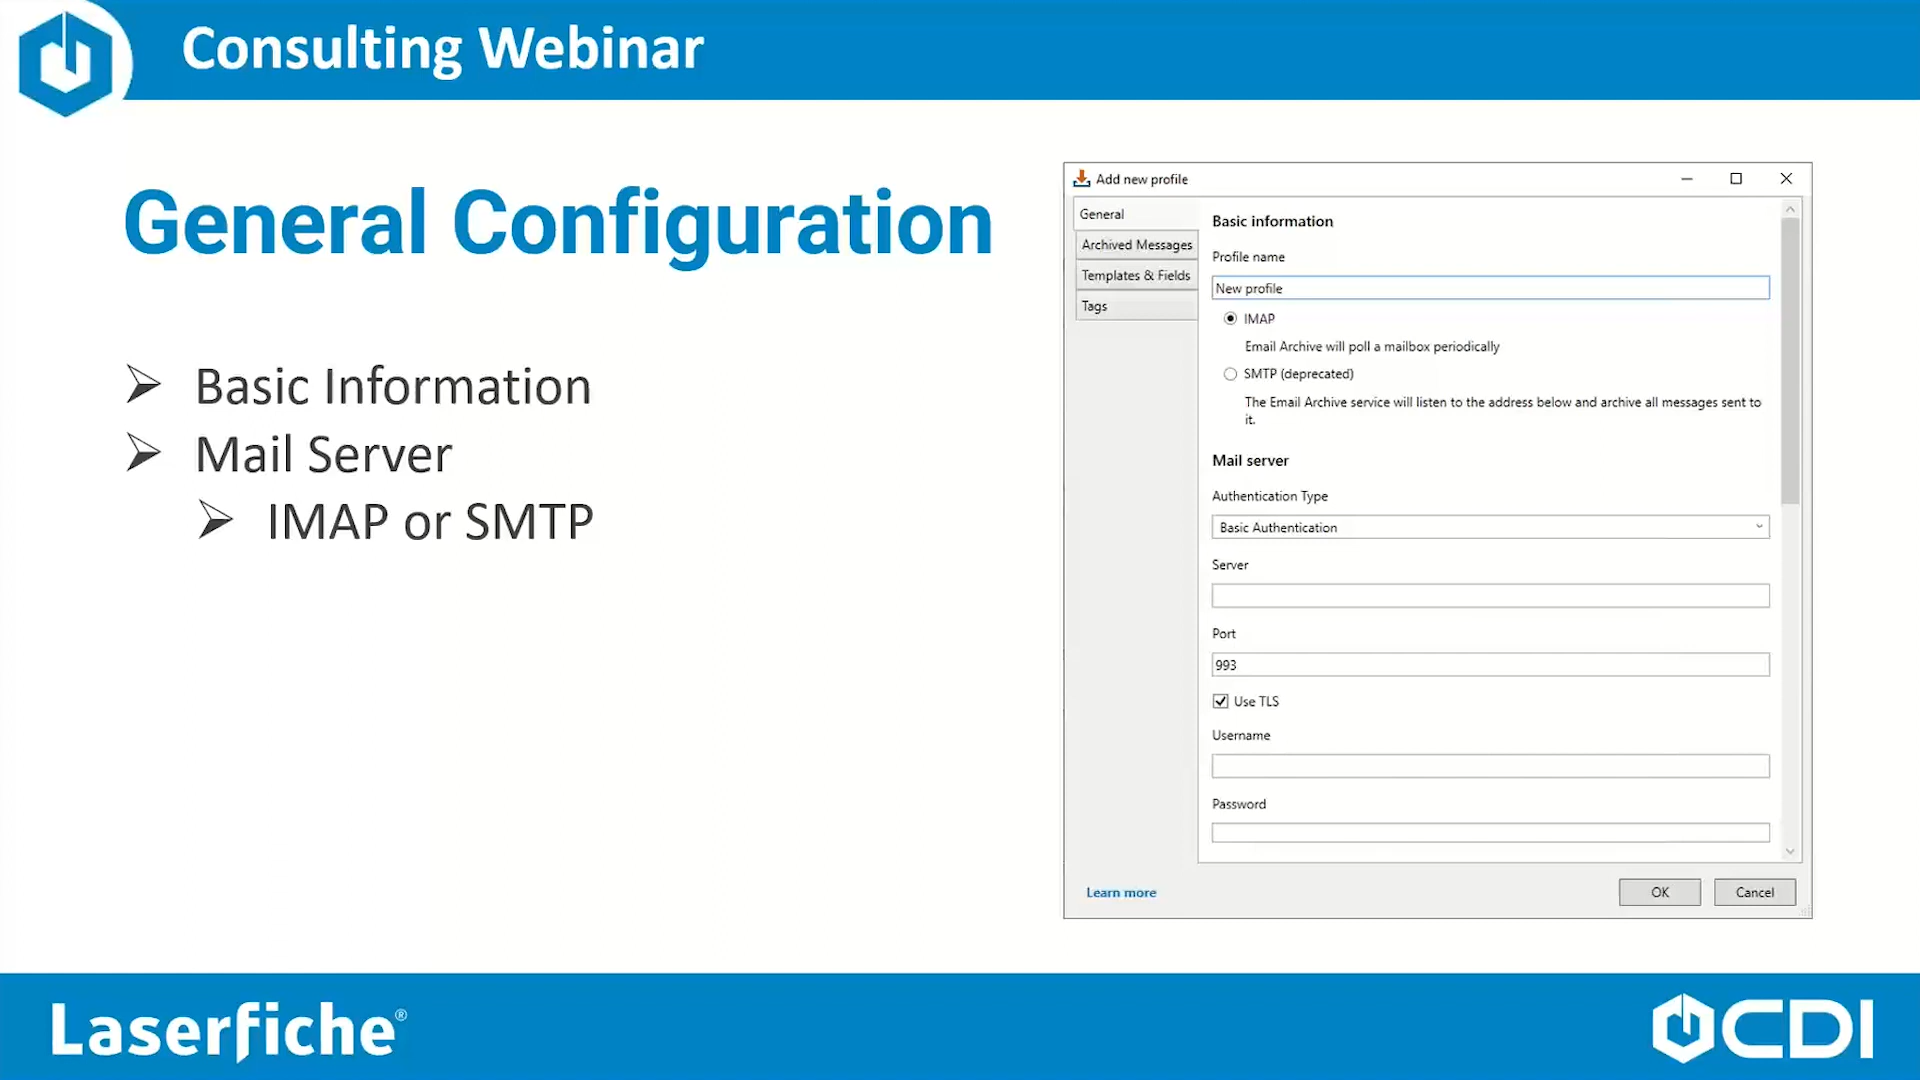 Consulting Webinar
General Configuration
Basic Information
Mail Server
IMAP or SMTP
Add new profile
General
Archived Messages
Templates & Fields
Tags
Basic information
Profile name
New profile
IMAP
Email Archive will poll a mailbox periodically
SMTP (deprecated)
The Email Archive service will listen to the address below and archive all messages sent to
it.
Mail server
Authentication Type
Basic Authentication
Server
Port
993
Use TLS
Username
Password
Learn more
OK
Cancel
Laserfiche®
CDI